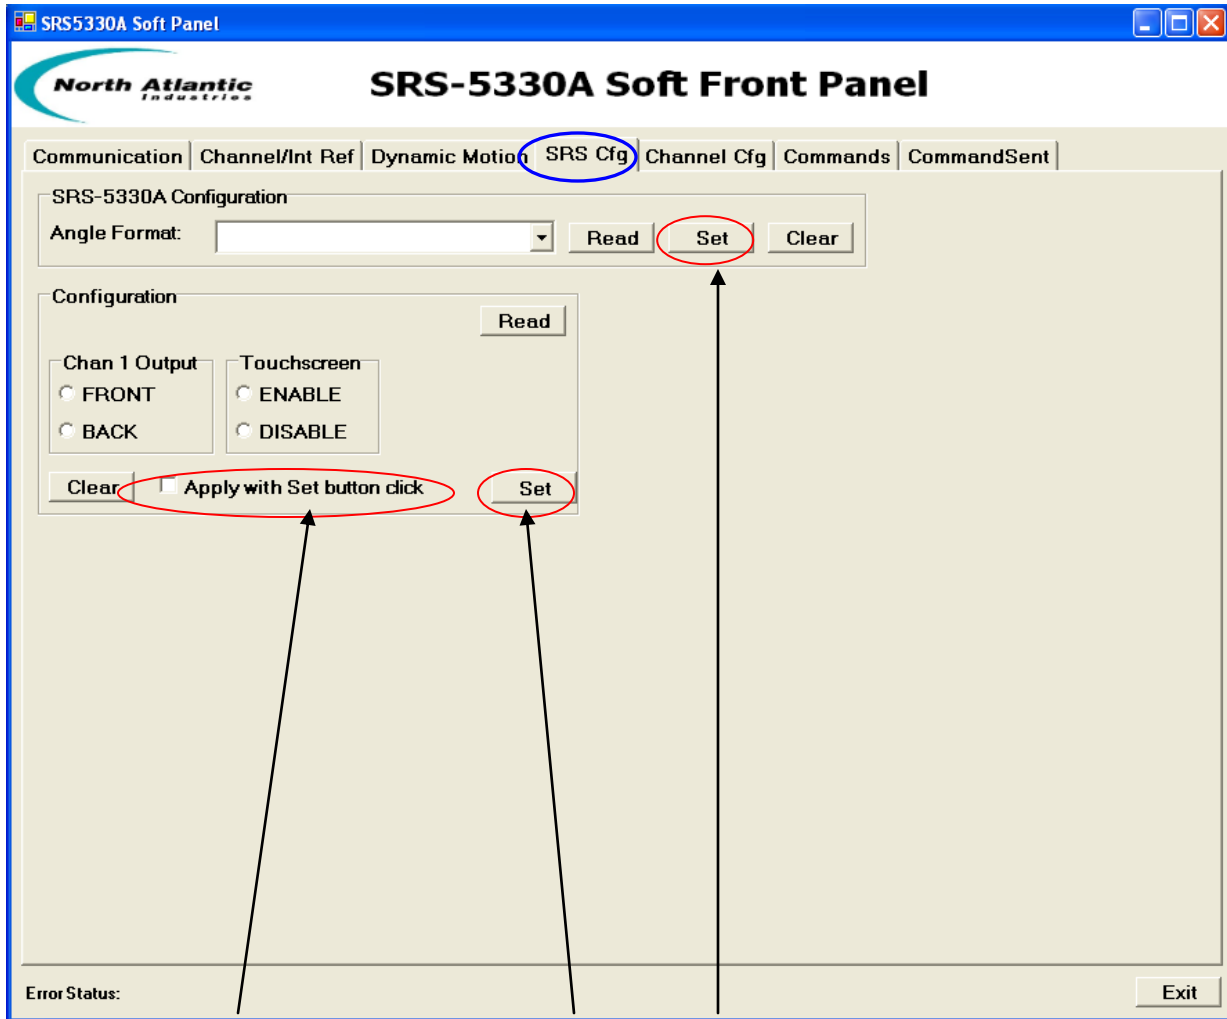 SRS5330A Soft Panel
North Atlantic
Industries
SRS-5330A Soft Front Panel
Communication Channel/Int Ref Dynamic Motion SRS Cfg Channel Cfg Commands CommandSent
SRS-5330A Configuration
Angle Format: Read Set Clear
Configuration
Read
Chan 1 Output Touchscreen
FRONT ENABLE
BACK DISABLE
Clear Apply with Set button click Set
Error Status: Exit